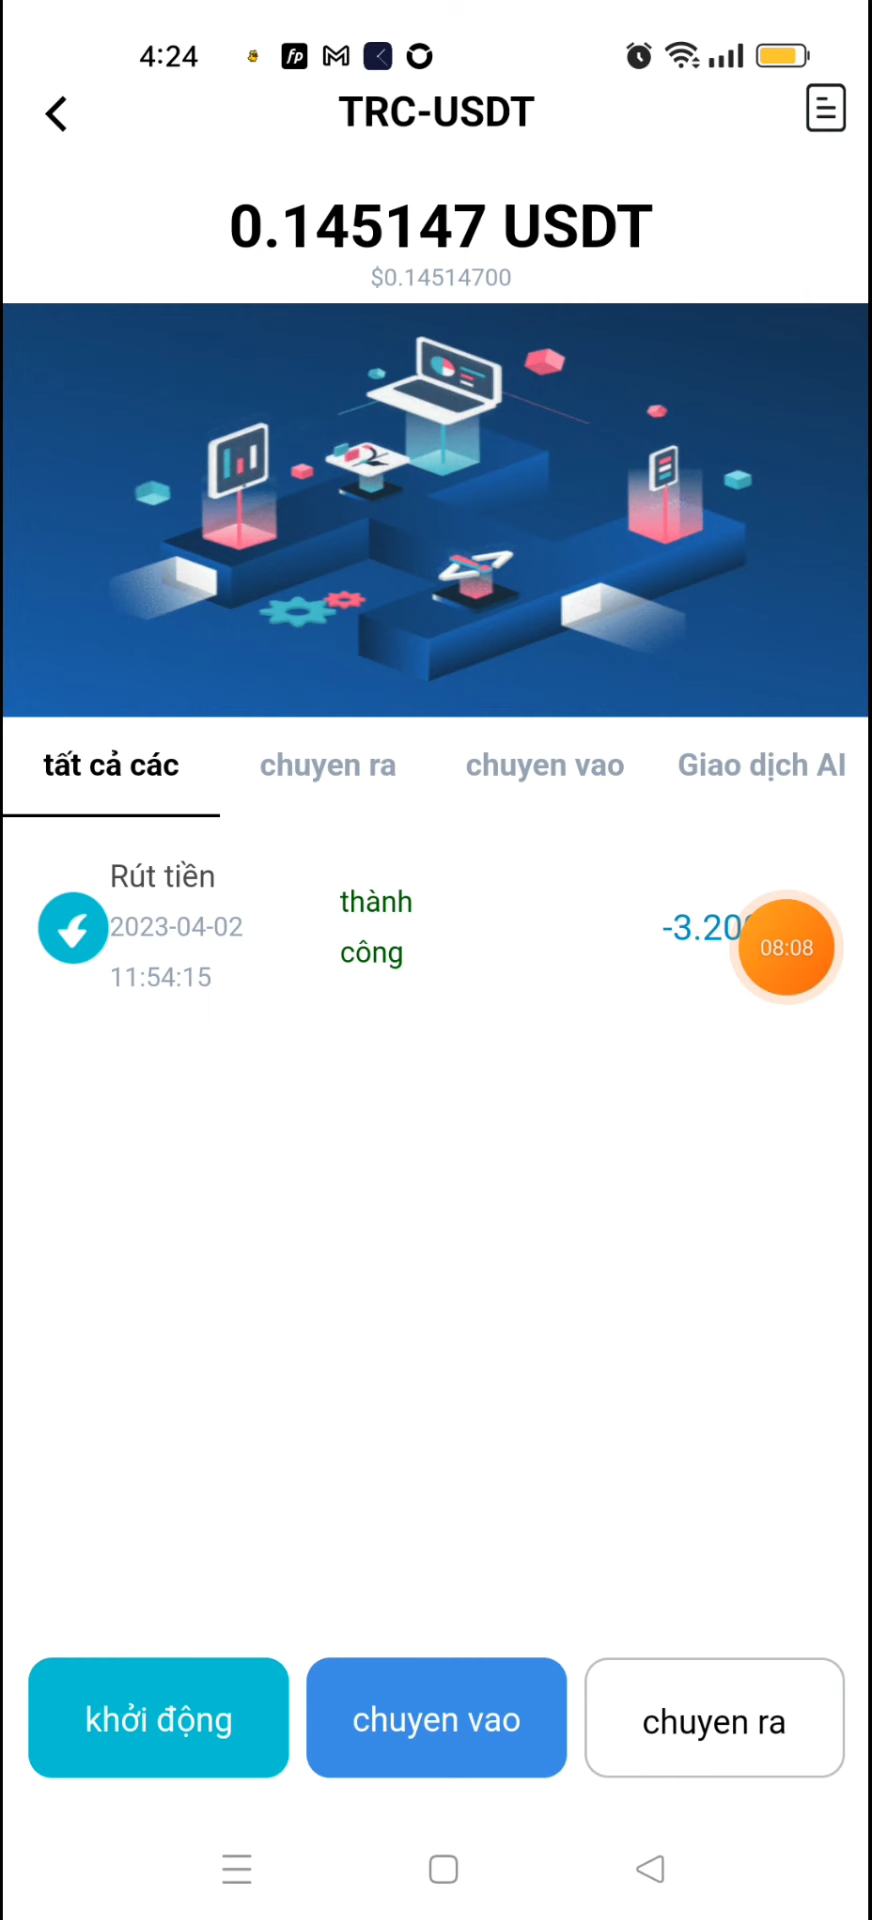 4:24
fp
TRC-USDT
0.145147 USDT
$0.14514700
tất cả các
chuyen ra
chuyen vao
Giao dịch AI
Rút tiền
2023-04-02
11:54:15
thành
công
-3.20
08:08
khởi động
chuyen vao
chuyen ra